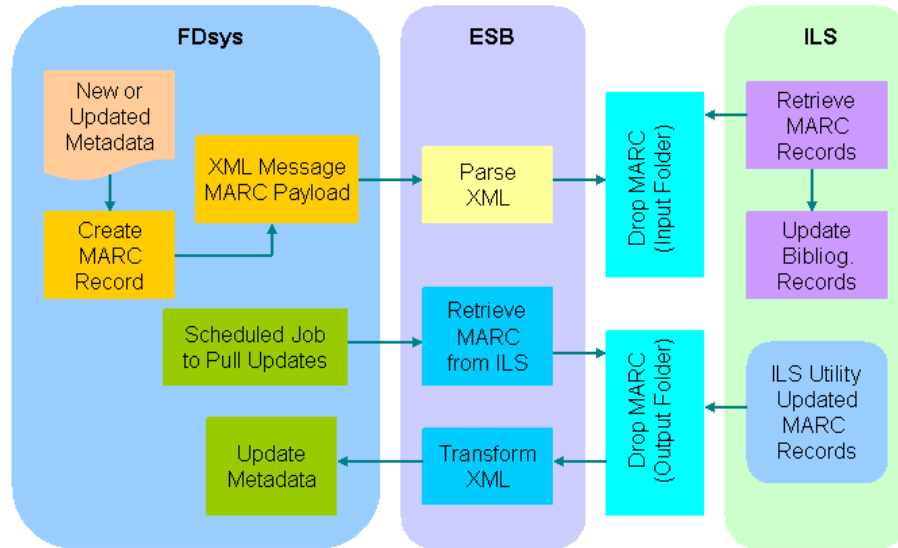 FDsys
ESB
ILS
New or
Updated
Metadata
XML Message
MARC Payload
Create
MARC
Record
Parse
XML
Drop MARC
(Input Folder)
Retrieve
MARC
Records
Update
Bibliog.
Records
Scheduled Job
to Pull Updates
Retrieve
MARC
from ILS
Drop MARC
(Output Folder)
ILS Utility
Updated
MARC
Records
Update
Metadata
Transform
XML